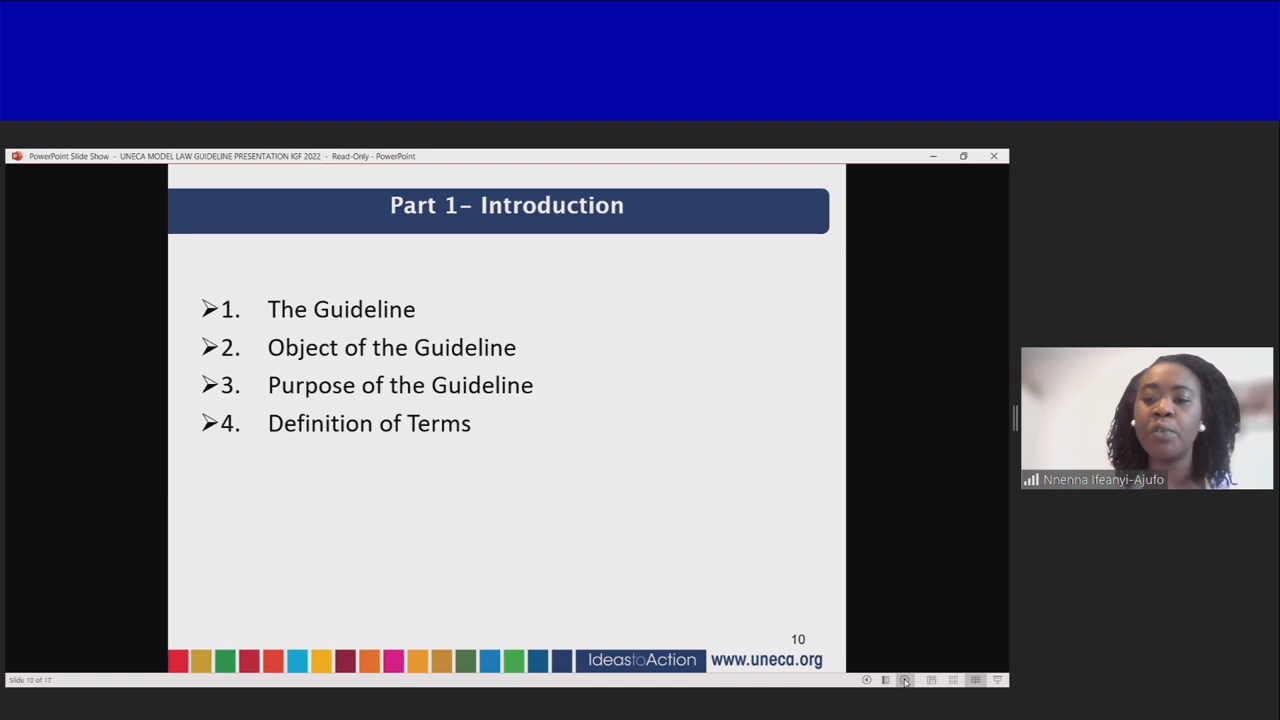 PowerPoint Slide Show - UNECA MODEL LAW GUIDELINE PRESENTATION IGF 2022 - Read-Only - PowerPoint
Part 1– Introduction
➢1. The Guideline
➢2. Object of the Guideline
➢3. Purpose of the Guideline
➢4. Definition of Terms
10
IdeastoAction www.uneca.org
Slide 10 of 17
Nnenna Ifeanyi-Ajufo